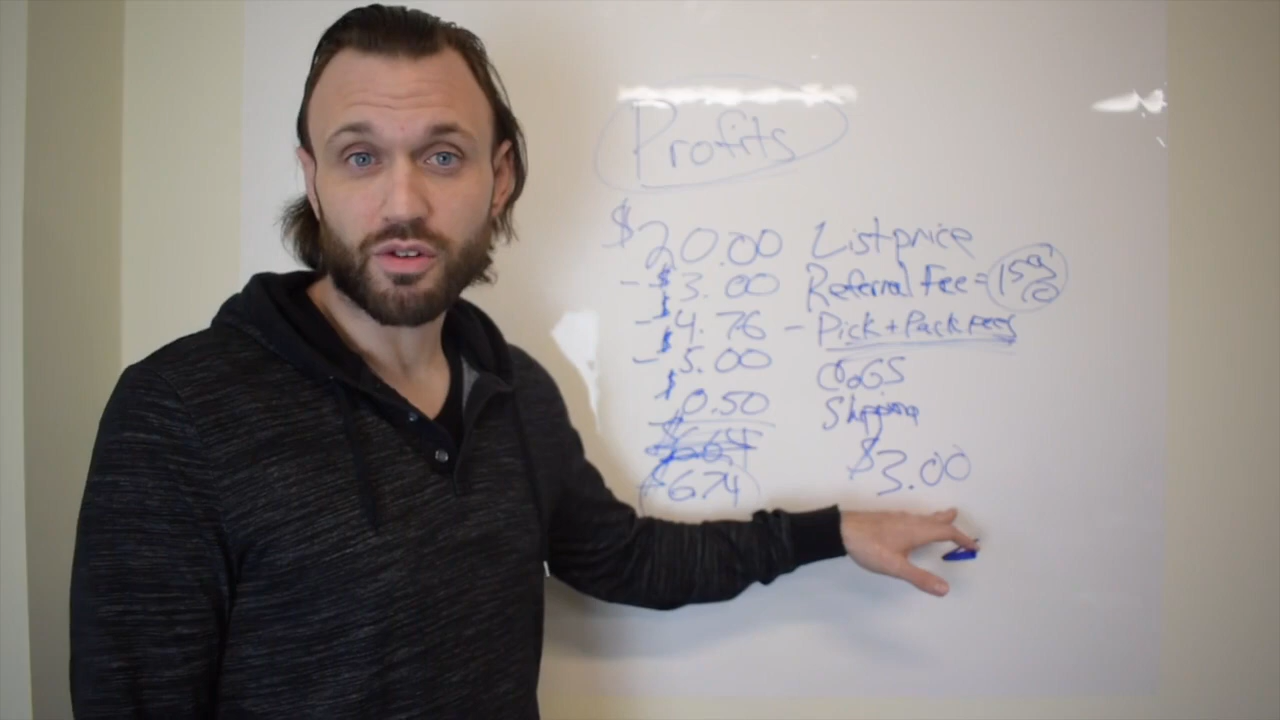 Profits
$20.00 List price
- $3.00 Referral Fee = 15%
- $4.76 - Pick + Pack Fees
- $5.00 COGS
$0.50 Shipping
$6.74 $3.00